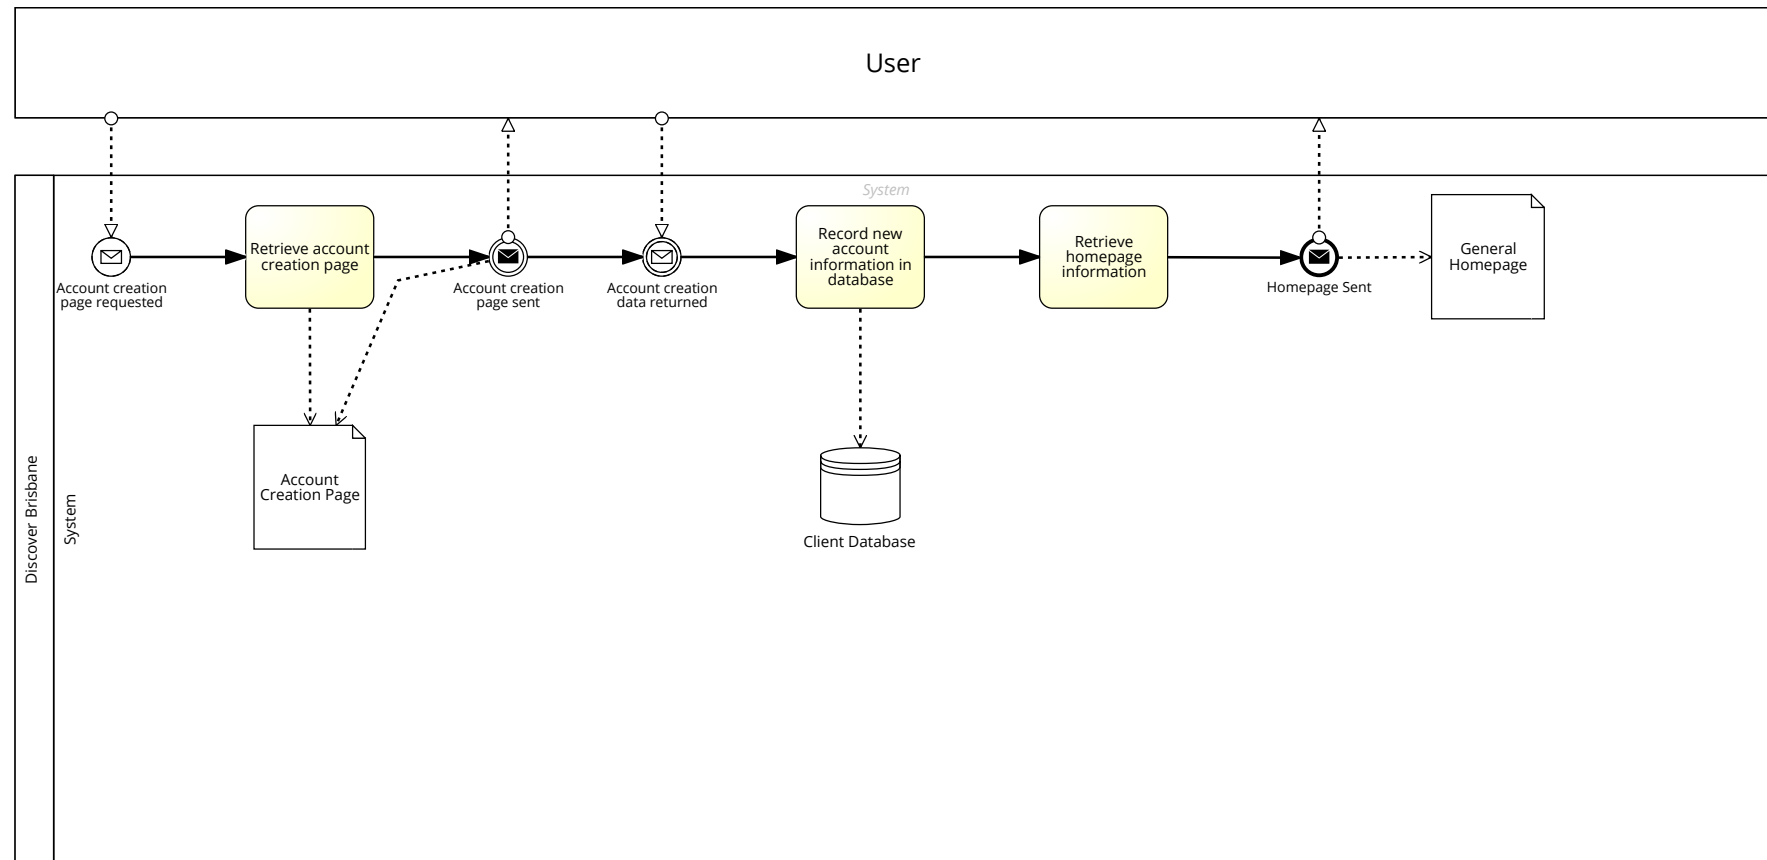 User
System
Retrieve account
creation page
Record new
account
information in
database
Retrieve
homepage
information
General
Homepage
Account creation
page requested
Account creation
page sent
Account creation
data returned
Homepage Sent
Account
Creation Page
Client Database
Discover Brisbane
System